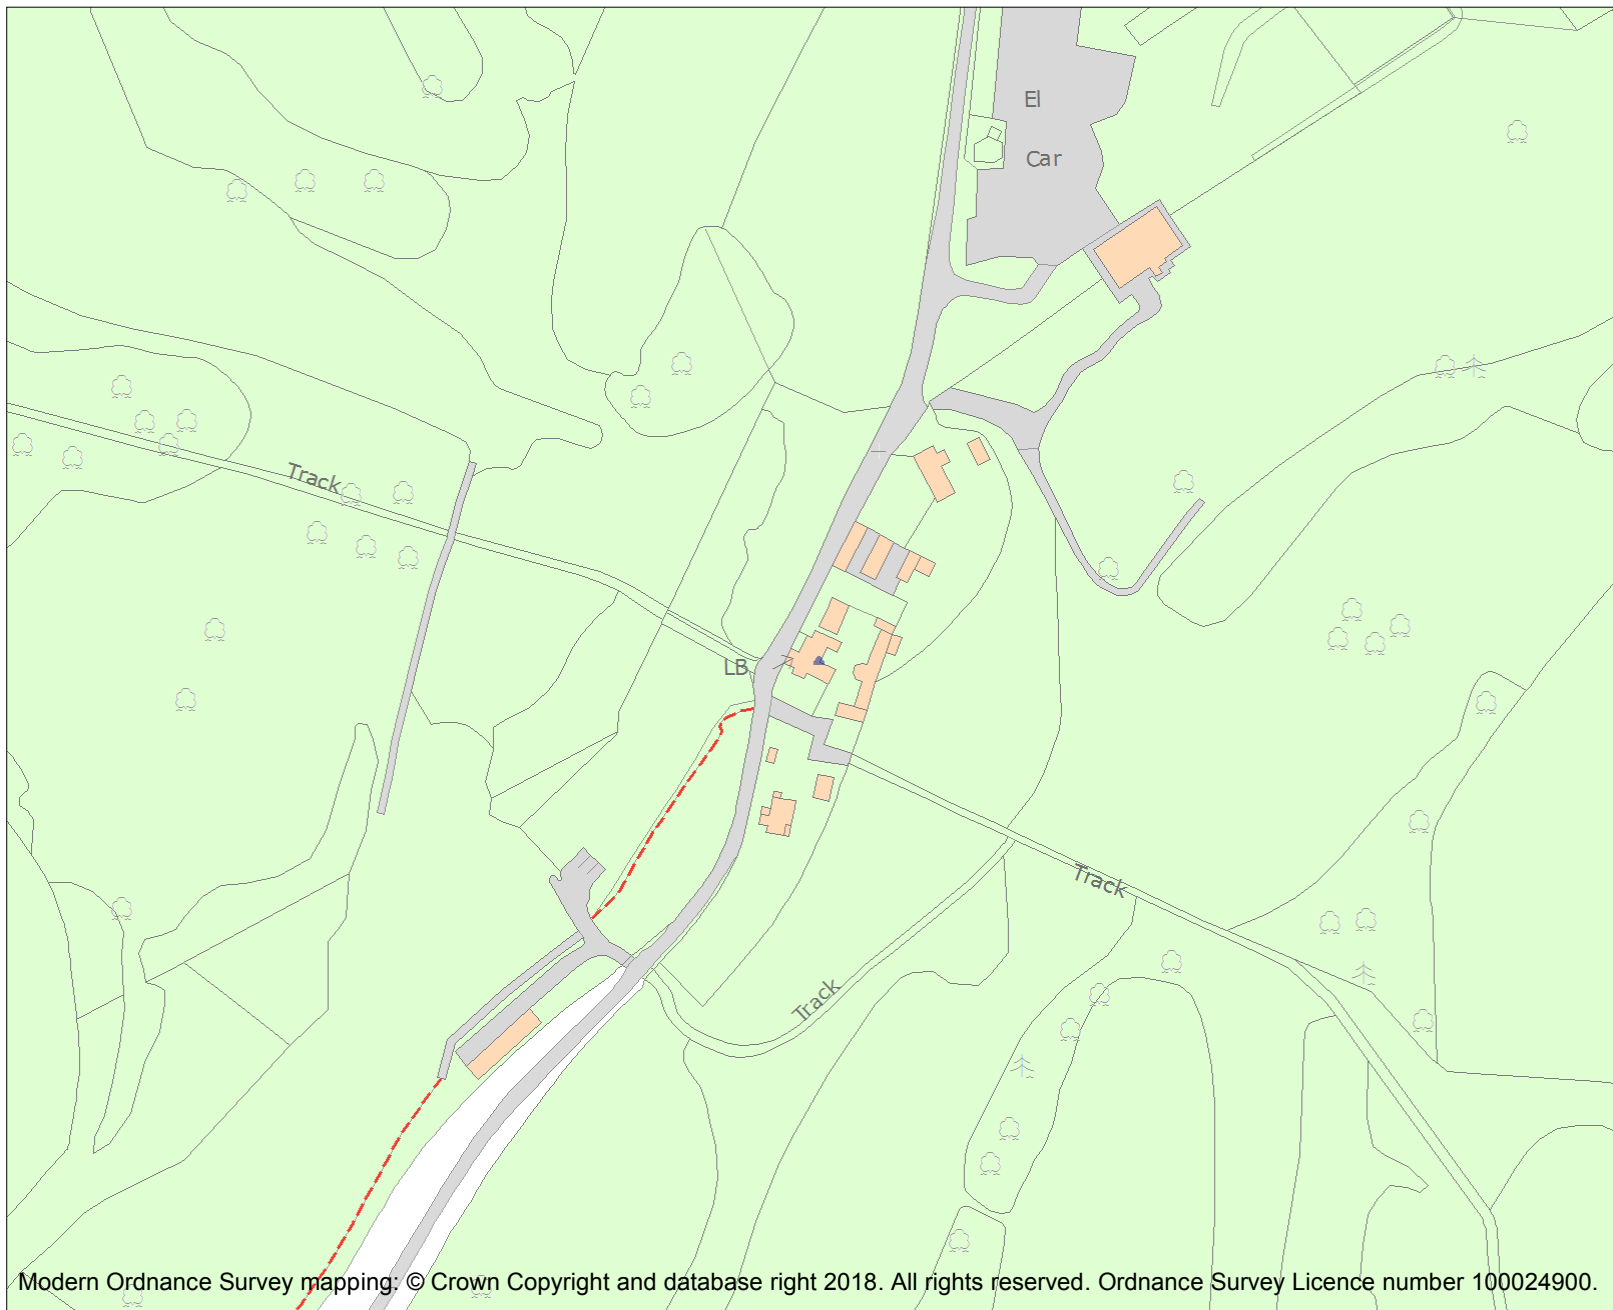 El
Car
Track
LB
Track
Track
Modern Ordnance Survey mapping: © Crown Copyright and database right 2018. All rights reserved. Ordnance Survey Licence number 100024900.